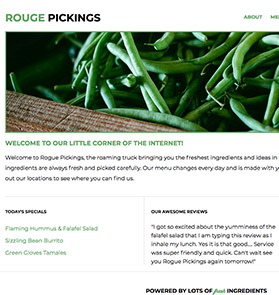 ROUGE PICKINGS
ABOUT ME
WELCOME TO OUR LITTLE CORNER OF THE INTERNET!
Welcome to Rogue Pickings, the roaming truck bringing you the freshest ingredients and ideas in
ingredients are always fresh and picked carefully. Our menu changes every day and is made with y
out our locations to see where you can find us.
TODAY'S SPECIALS
Flaming Hummus & Falafel Salad
Sizzling Bean Burrito
Green Gloves Tamales
OUR AWESOME REVIEWS
"I got so excited about the yumminess of the
falafel salad that I am typing this review as I
inhale my lunch. Yes it is that good.... Service
was super friendly and quick. Can't wait see
you Rogue Pickings again tomorrow!"
POWERED BY LOTS OF fresh INGREDIENTS